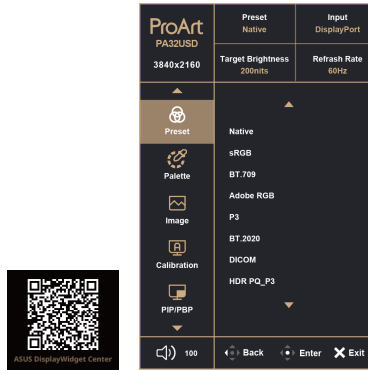 ProArt
PA32USD
3840x2160
Preset
Native
Input
DisplayPort
Target Brightness
200nits
Refrash Rate
60Hz
Preset
Palette
Image
Calibration
PIP/PBP
Native
sRGB
BT.709
Adobe RGB
P3
BT.2020
DICOM
HDR PQ_P3
100
Back
Enter
Exit
ASUS DisplayWidget Center